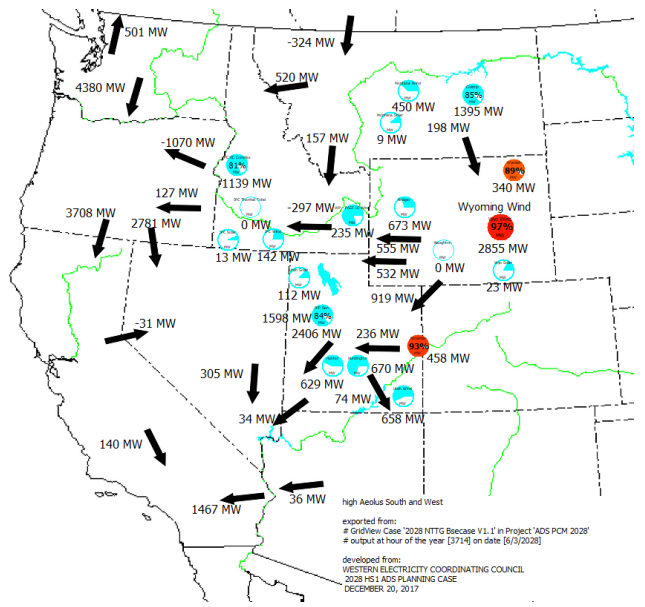 501 MW
-324 MW
4380 MW
520 MW
450 MW
85%
1395 MW
9 MW
198 MW
-1070 MW
157 MW
81%
1139 MW
89%
340 MW
127 MW
0 MW
-297 MW
235 MW
673 MW
Wyoming Wind
97%
2855 MW
3708 MW
2781 MW
13 MW
142 MW
555 MW
532 MW
0 MW
23 MW
112 MW
919 MW
1598 MW
84%
2406 MW
-31 MW
236 MW
93%
458 MW
305 MW
629 MW
670 MW
74 MW
658 MW
34 MW
140 MW
1467 MW
36 MW
high Aeolus South and West
exported from:
# GridView Case '2028 NTTG Bsecase V1.1' in Project 'ADS PCM 2028'
# output at hour of the year [3714] on date [6/3/2028]
developed from:
WESTERN ELECTRICITY COORDINATING COUNCIL
2028 HS1 ADS PLANNING CASE
DECEMBER 20, 2017